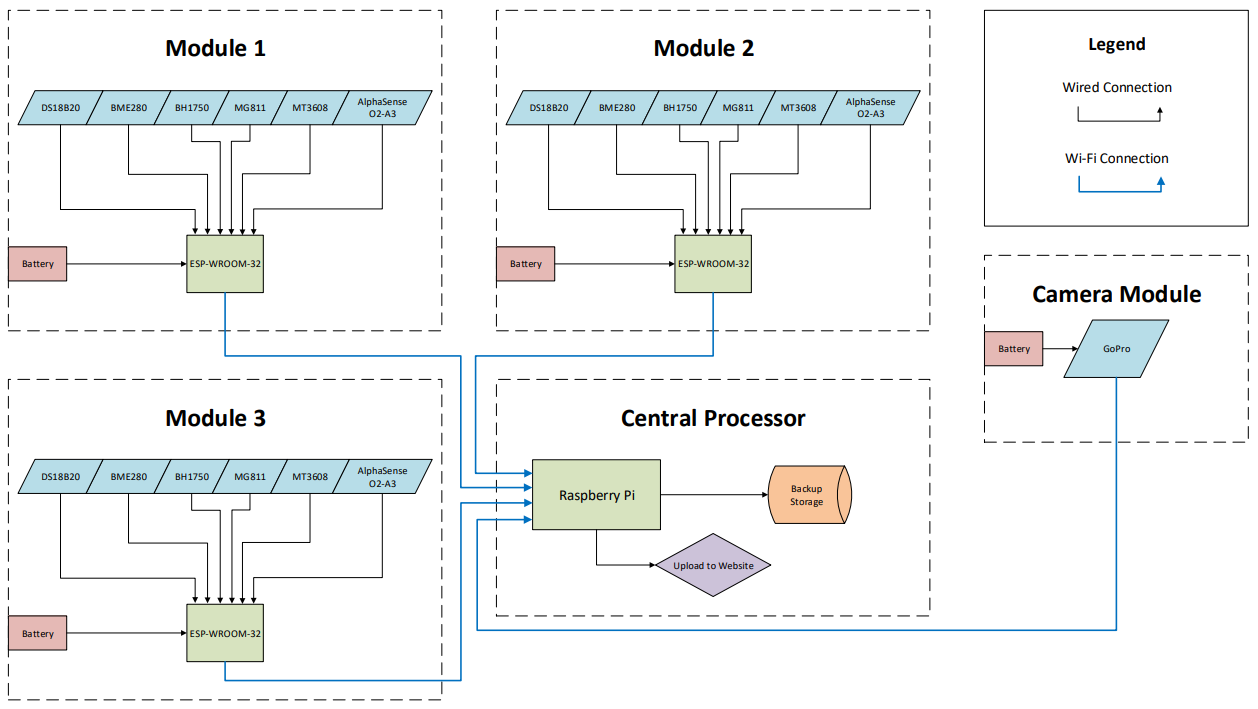 Module 1
DS18B20
BME280
BH1750
MG811
MT3608
AlphaSense
O2-A3
Battery
ESP-WROOM-32
Module 2
DS18B20
BME280
BH1750
MG811
MT3608
AlphaSense
O2-A3
Battery
ESP-WROOM-32
Legend
Wired Connection
Wi-Fi Connection
Camera Module
Battery
GoPro
Module 3
DS18B20
BME280
BH1750
MG811
MT3608
AlphaSense
O2-A3
Battery
ESP-WROOM-32
Central Processor
Raspberry Pi
Backup
Storage
Upload to Website